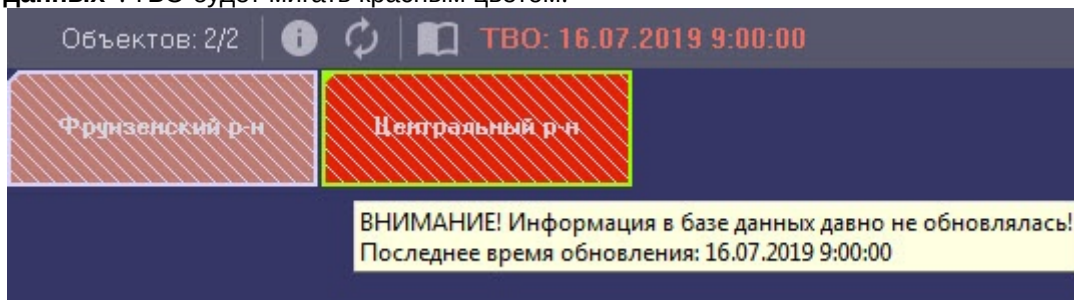 данных". ТВО будет мигать красным цветом.
Объектов: 2/2 ТВО: 16.07.2019 9:00:00
Фрунзенский р-н Центральный р-н
ВНИМАНИЕ! Информация в базе данных давно не обновлялась!
Последнее время обновления: 16.07.2019 9:00:00